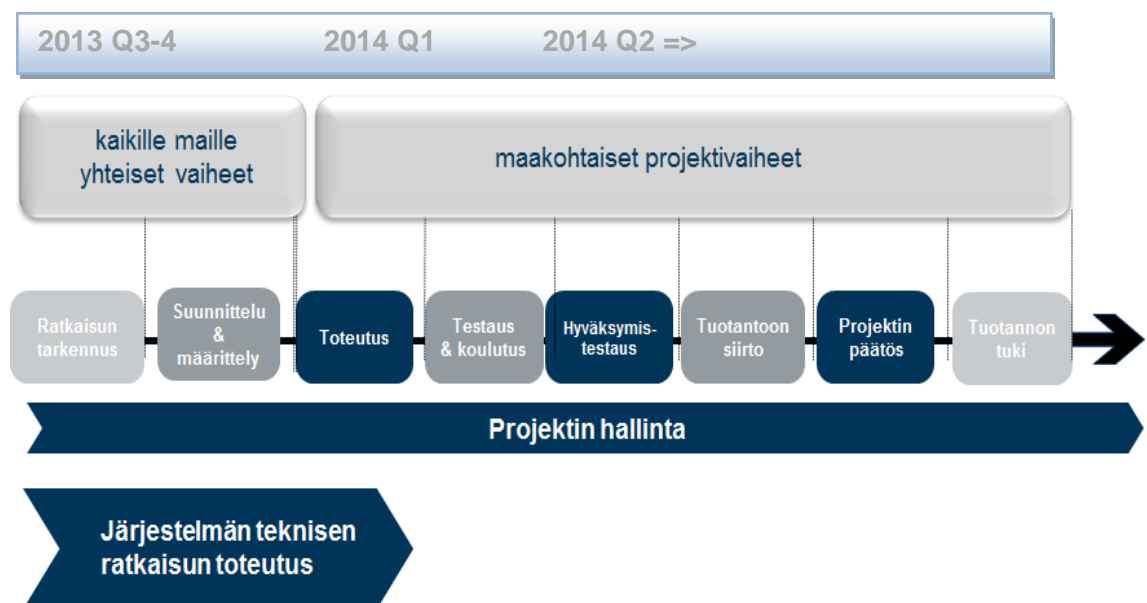 2013 Q3-4 2014 Q1 2014 Q2 =>
kaikille maille
yhteiset vaiheet
maakohtaiset projektivaiheet
Ratkaisun
tarkennus
Suunnittelu
&
määrittely
Toteutus
Testaus
& koulutus
Hyväksymis-
testaus
Tuotantoon
siirto
Projektin
päätös
Tuotannon
tuki
Projektin hallinta
Järjestelmän teknisen
ratkaisun toteutus